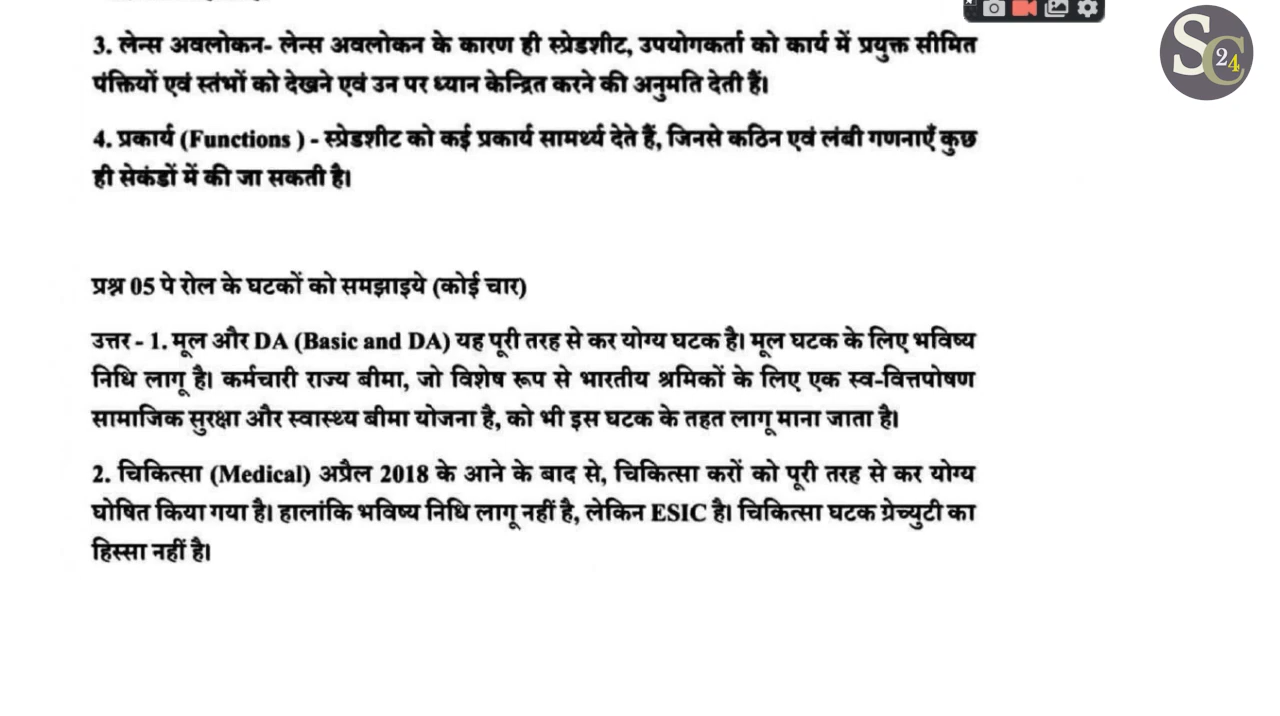 3. लेन्स अवलोकन- लेन्स अवलोकन के कारण ही स्प्रेडशीट, उपयोगकर्ता को कार्य में प्रयुक्त सीमित
पंक्तियों एवं स्तंभों को देखने एवं उन पर ध्यान केन्द्रित करने की अनुमति देती हैं।
4. प्रकार्य (Functions ) - स्प्रेडशीट को कई प्रकार्य सामर्थ्य देते हैं, जिनसे कठिन एवं लंबी गणनाएँ कुछ
ही सेकंडों में की जा सकती है।
प्रश्न 05 पे रोल के घटकों को समझाइये (कोई चार)
उत्तर - 1. मूल और DA (Basic and DA) यह पूरी तरह से कर योग्य घटक है। मूल घटक के लिए भविष्य
निधि लागू है। कर्मचारी राज्य बीमा, जो विशेष रूप से भारतीय श्रमिकों के लिए एक स्व-वित्तपोषण
सामाजिक सुरक्षा और स्वास्थ्य बीमा योजना है, को भी इस घटक के तहत लागू माना जाता है।
2. चिकित्सा (Medical) अप्रैल 2018 के आने के बाद से, चिकित्सा करों को पूरी तरह से कर योग्य
घोषित किया गया है। हालांकि भविष्य निधि लागू नहीं है, लेकिन ESIC है। चिकित्सा घटक ग्रेच्युटी का
हिस्सा नहीं है।
SC24